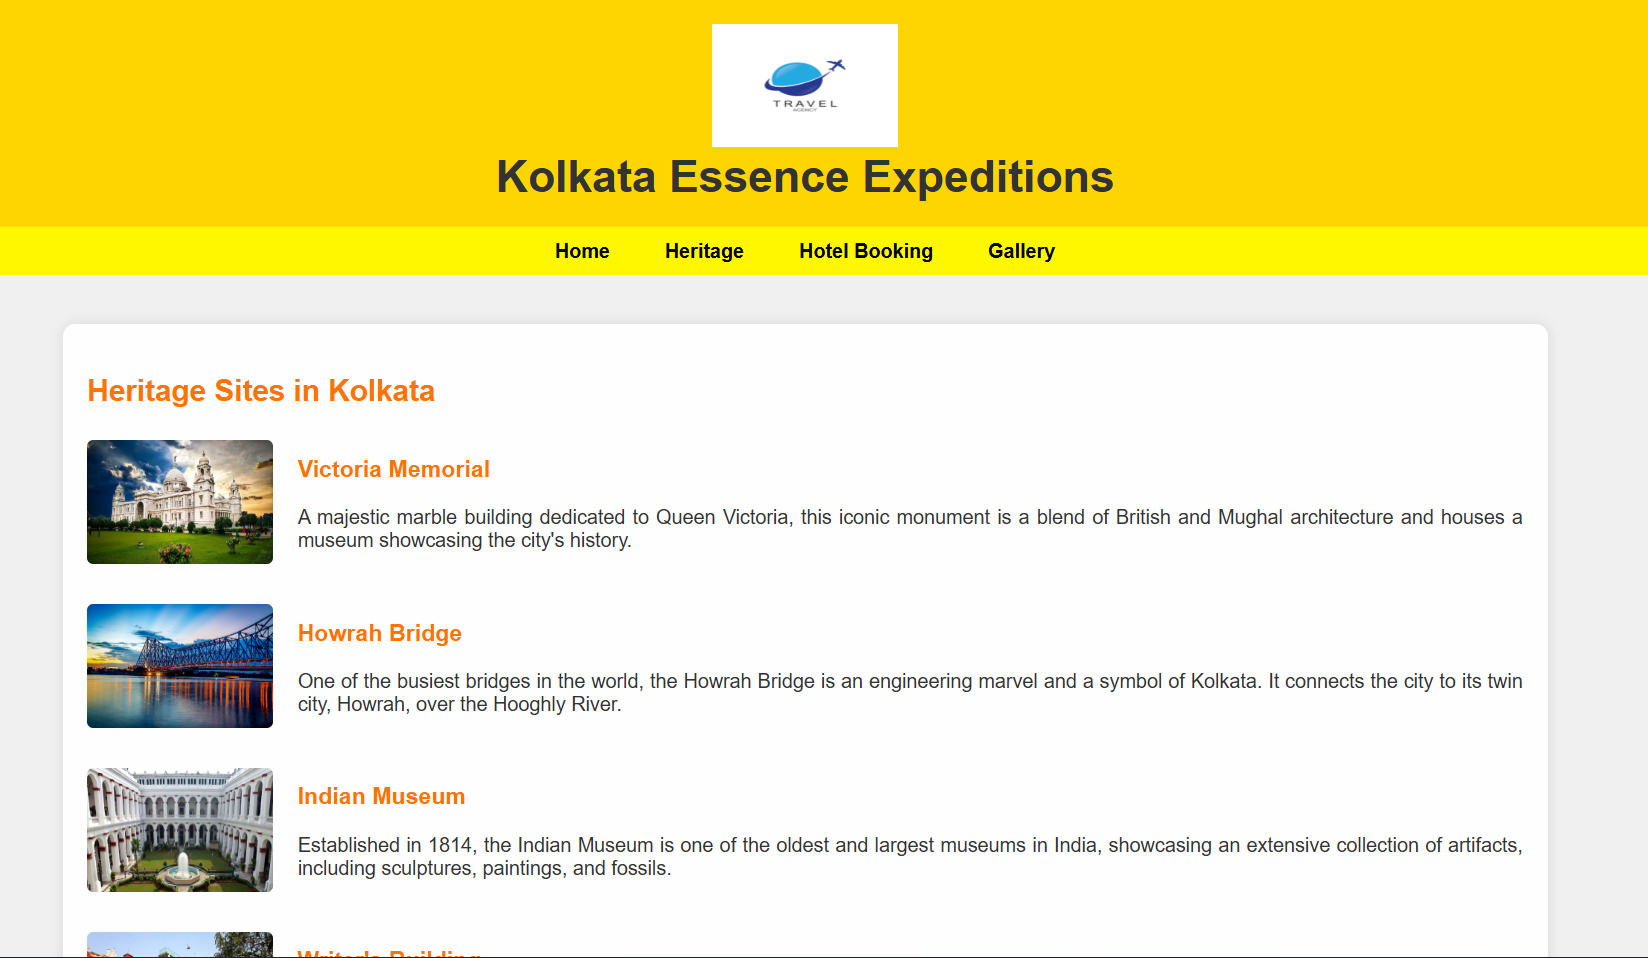 TRAVEL
AGENCY
Kolkata Essence Expeditions
Home Heritage Hotel Booking Gallery
Heritage Sites in Kolkata
Victoria Memorial
A majestic marble building dedicated to Queen Victoria, this iconic monument is a blend of British and Mughal architecture and houses a
museum showcasing the city's history.
Howrah Bridge
One of the busiest bridges in the world, the Howrah Bridge is an engineering marvel and a symbol of Kolkata. It connects the city to its twin
city, Howrah, over the Hooghly River.
Indian Museum
Established in 1814, the Indian Museum is one of the oldest and largest museums in India, showcasing an extensive collection of artifacts,
including sculptures, paintings, and fossils.
Writer's Building